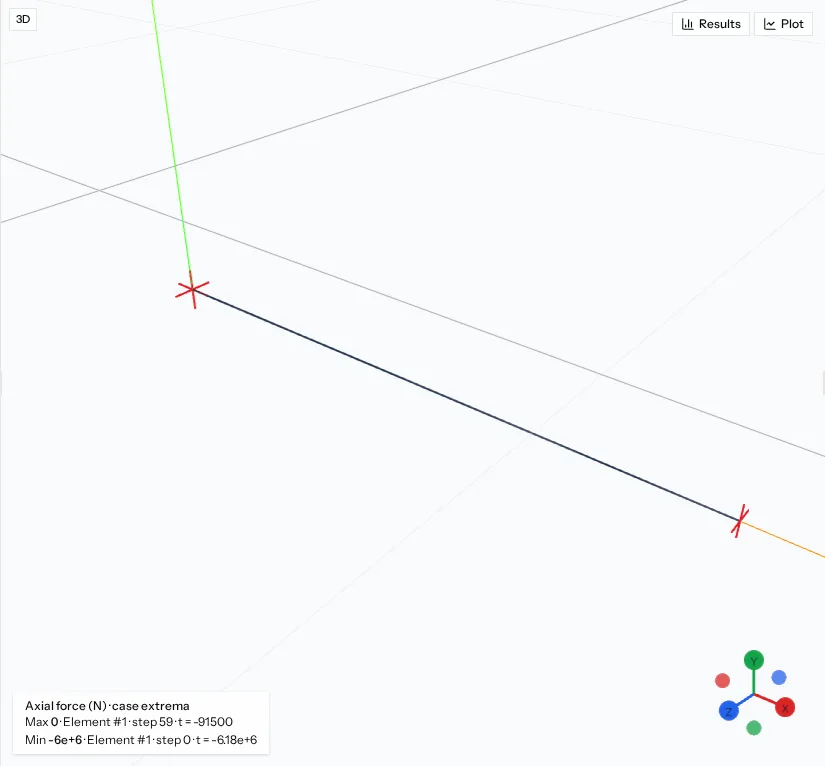 3D
Results
Plot
Axial force (N) · case extrema
Max 0 · Element #1 · step 59 · t = -91500
Min -6e+6 · Element #1 · step 0 · t = -6.18e+6
Y
Z
X